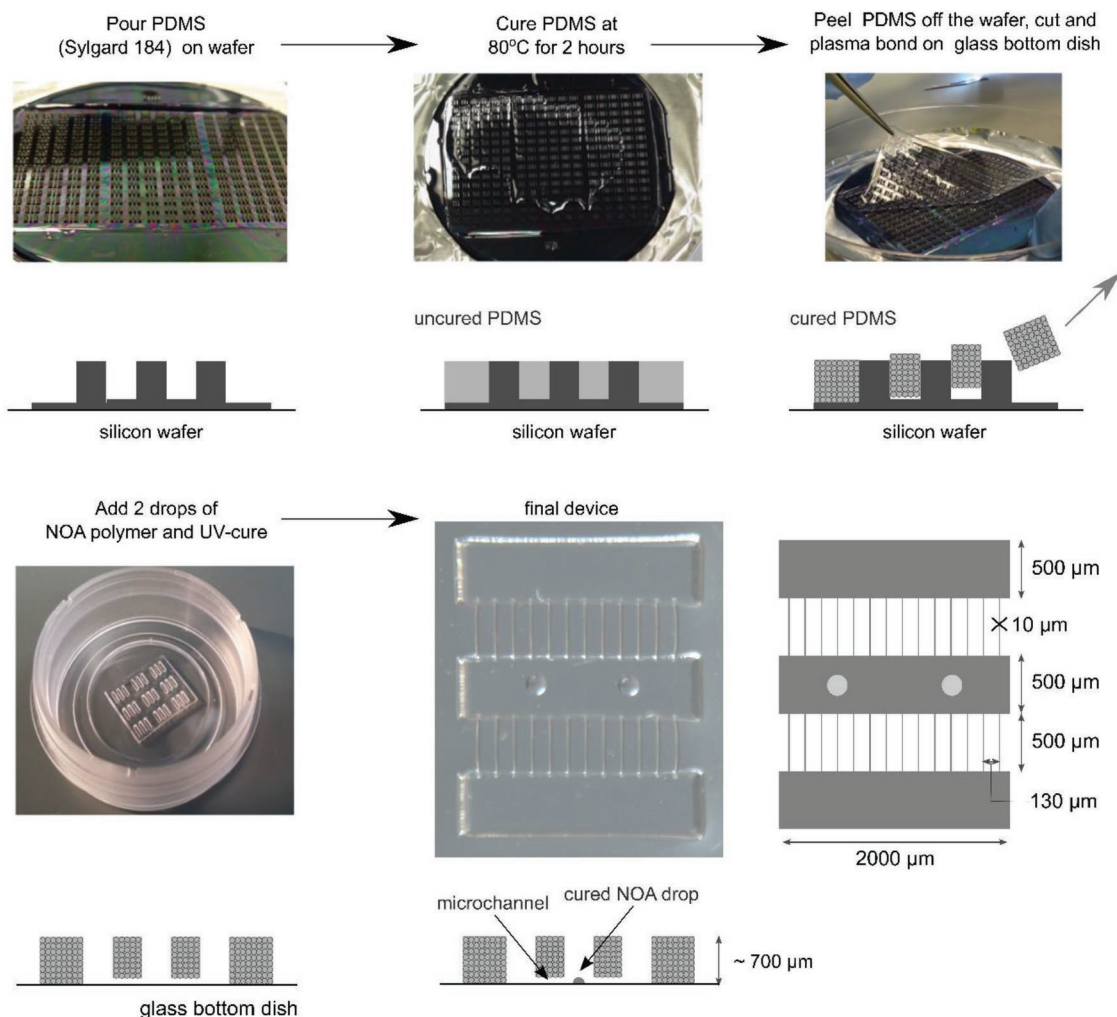 Pour PDMS
(Sylgard 184) on wafer
Cure PDMS at
80°C for 2 hours
Peel PDMS off the wafer, cut and
plasma bond on glass bottom dish
uncured PDMS
cured PDMS
silicon wafer
silicon wafer
silicon wafer
Add 2 drops of
NOA polymer and UV-cure
final device
500 µm
10 µm
500 µm
500 µm
130 µm
2000 µm
microchannel
cured NOA drop
~ 700 µm
glass bottom dish